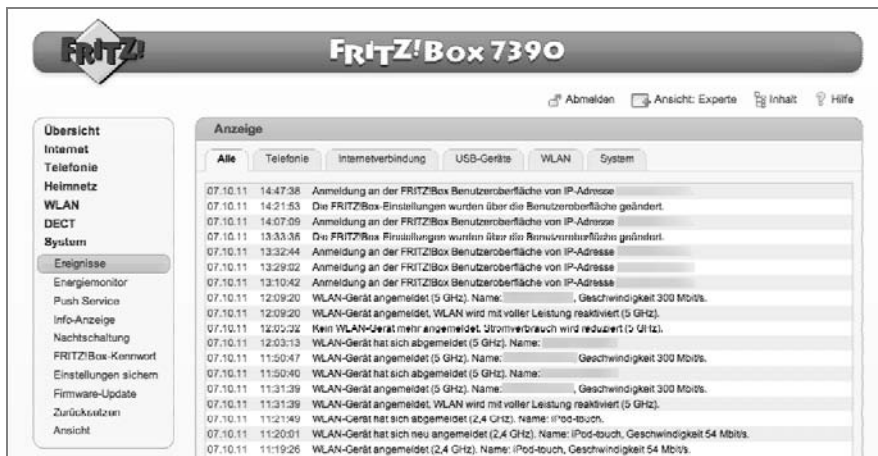 FRITZ!
FRITZ!Box 7390
Abmelden Ansicht: Experte Inhalt Hilfe
Übersicht
Internet
Telefonie
Heimnetz
WLAN
DECT
System
Ereignisse
Energiemonitor
Push Service
Info-Anzeige
Nachtschaltung
FRITZ!Box-Kennwort
Einstellungen sichern
Firmware-Update
Zurücksetzen
Ansicht
Anzeige
Alle Telefonie Internetverbindung USB-Geräte WLAN System
07.10.11 14:47:38 Anmeldung an der FRITZ!Box Benutzeroberfläche von IP-Adresse
07.10.11 14:21:53 Die FRITZ!Box-Einstellungen wurden über die Benutzeroberfläche geändert.
07.10.11 14:07:09 Anmeldung an der FRITZ!Box Benutzeroberfläche von IP-Adresse
07.10.11 13:33:35 Die FRITZ!Box-Einstellungen wurden über die Benutzeroberfläche geändert.
07.10.11 13:32:44 Anmeldung an der FRITZ!Box Benutzeroberfläche von IP-Adresse
07.10.11 13:29:02 Anmeldung an der FRITZ!Box Benutzeroberfläche von IP-Adresse
07.10.11 13:10:42 Anmeldung an der FRITZ!Box Benutzeroberfläche von IP-Adresse
07.10.11 12:09:20 WLAN-Gerät angemeldet (5 GHz). Name: , Geschwindigkeit 300 Mbit/s.
07.10.11 12:09:20 WLAN-Gerät angemeldet, WLAN wird mit voller Leistung reaktiviert (5 GHz).
07.10.11 12:05:32 Kein WLAN-Gerät mehr angemeldet. Stromverbrauch wird reduziert (5 GHz).
07.10.11 12:03:13 WLAN-Gerät hat sich abgemeldet (5 GHz). Name:
07.10.11 11:50:47 WLAN-Gerät angemeldet (5 GHz). Name: Geschwindigkeit 300 Mbit/s.
07.10.11 11:50:40 WLAN-Gerät hat sich abgemeldet (5 GHz). Name:
07.10.11 11:31:39 WLAN-Gerät angemeldet (5 GHz). Name: , Geschwindigkeit 300 Mbit/s.
07.10.11 11:31:39 WLAN-Gerät angemeldet, WLAN wird mit voller Leistung reaktiviert (5 GHz).
07.10.11 11:21:49 WLAN-Gerät hat sich abgemeldet (2,4 GHz). Name: iPod-touch.
07.10.11 11:20:01 WLAN-Gerät hat sich neu angemeldet (2,4 GHz). Name: iPod-touch, Geschwindigkeit 54 Mbit/s.
07.10.11 11:19:26 WLAN-Gerät angemeldet (2,4 GHz). Name: iPod-touch, Geschwindigkeit 54 Mbit/s.